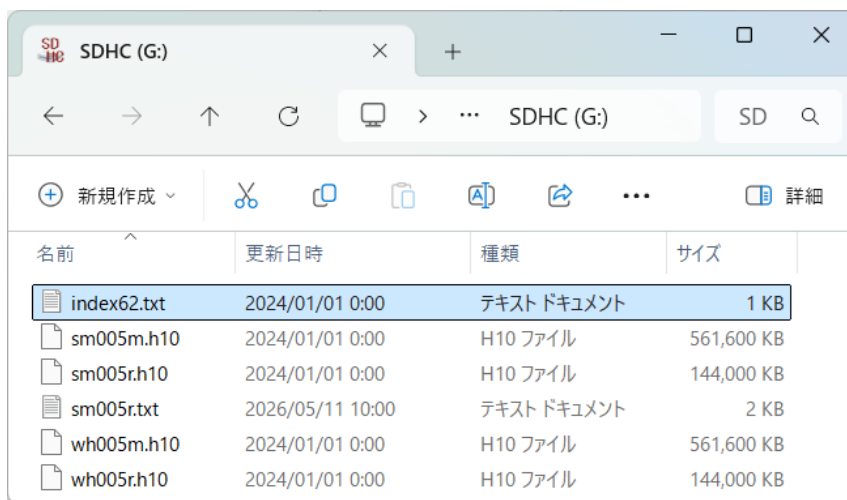 SD HC SDHC (G:)
SDHC (G:) SD
新規作成 詳細
名前 更新日時 種類 サイズ
index62.txt 2024/01/01 0:00 テキスト ドキュメント 1 KB
sm005m.h10 2024/01/01 0:00 H10 ファイル 561,600 KB
sm005r.h10 2024/01/01 0:00 H10 ファイル 144,000 KB
sm005r.txt 2026/05/11 10:00 テキスト ドキュメント 2 KB
wh005m.h10 2024/01/01 0:00 H10 ファイル 561,600 KB
wh005r.h10 2024/01/01 0:00 H10 ファイル 144,000 KB